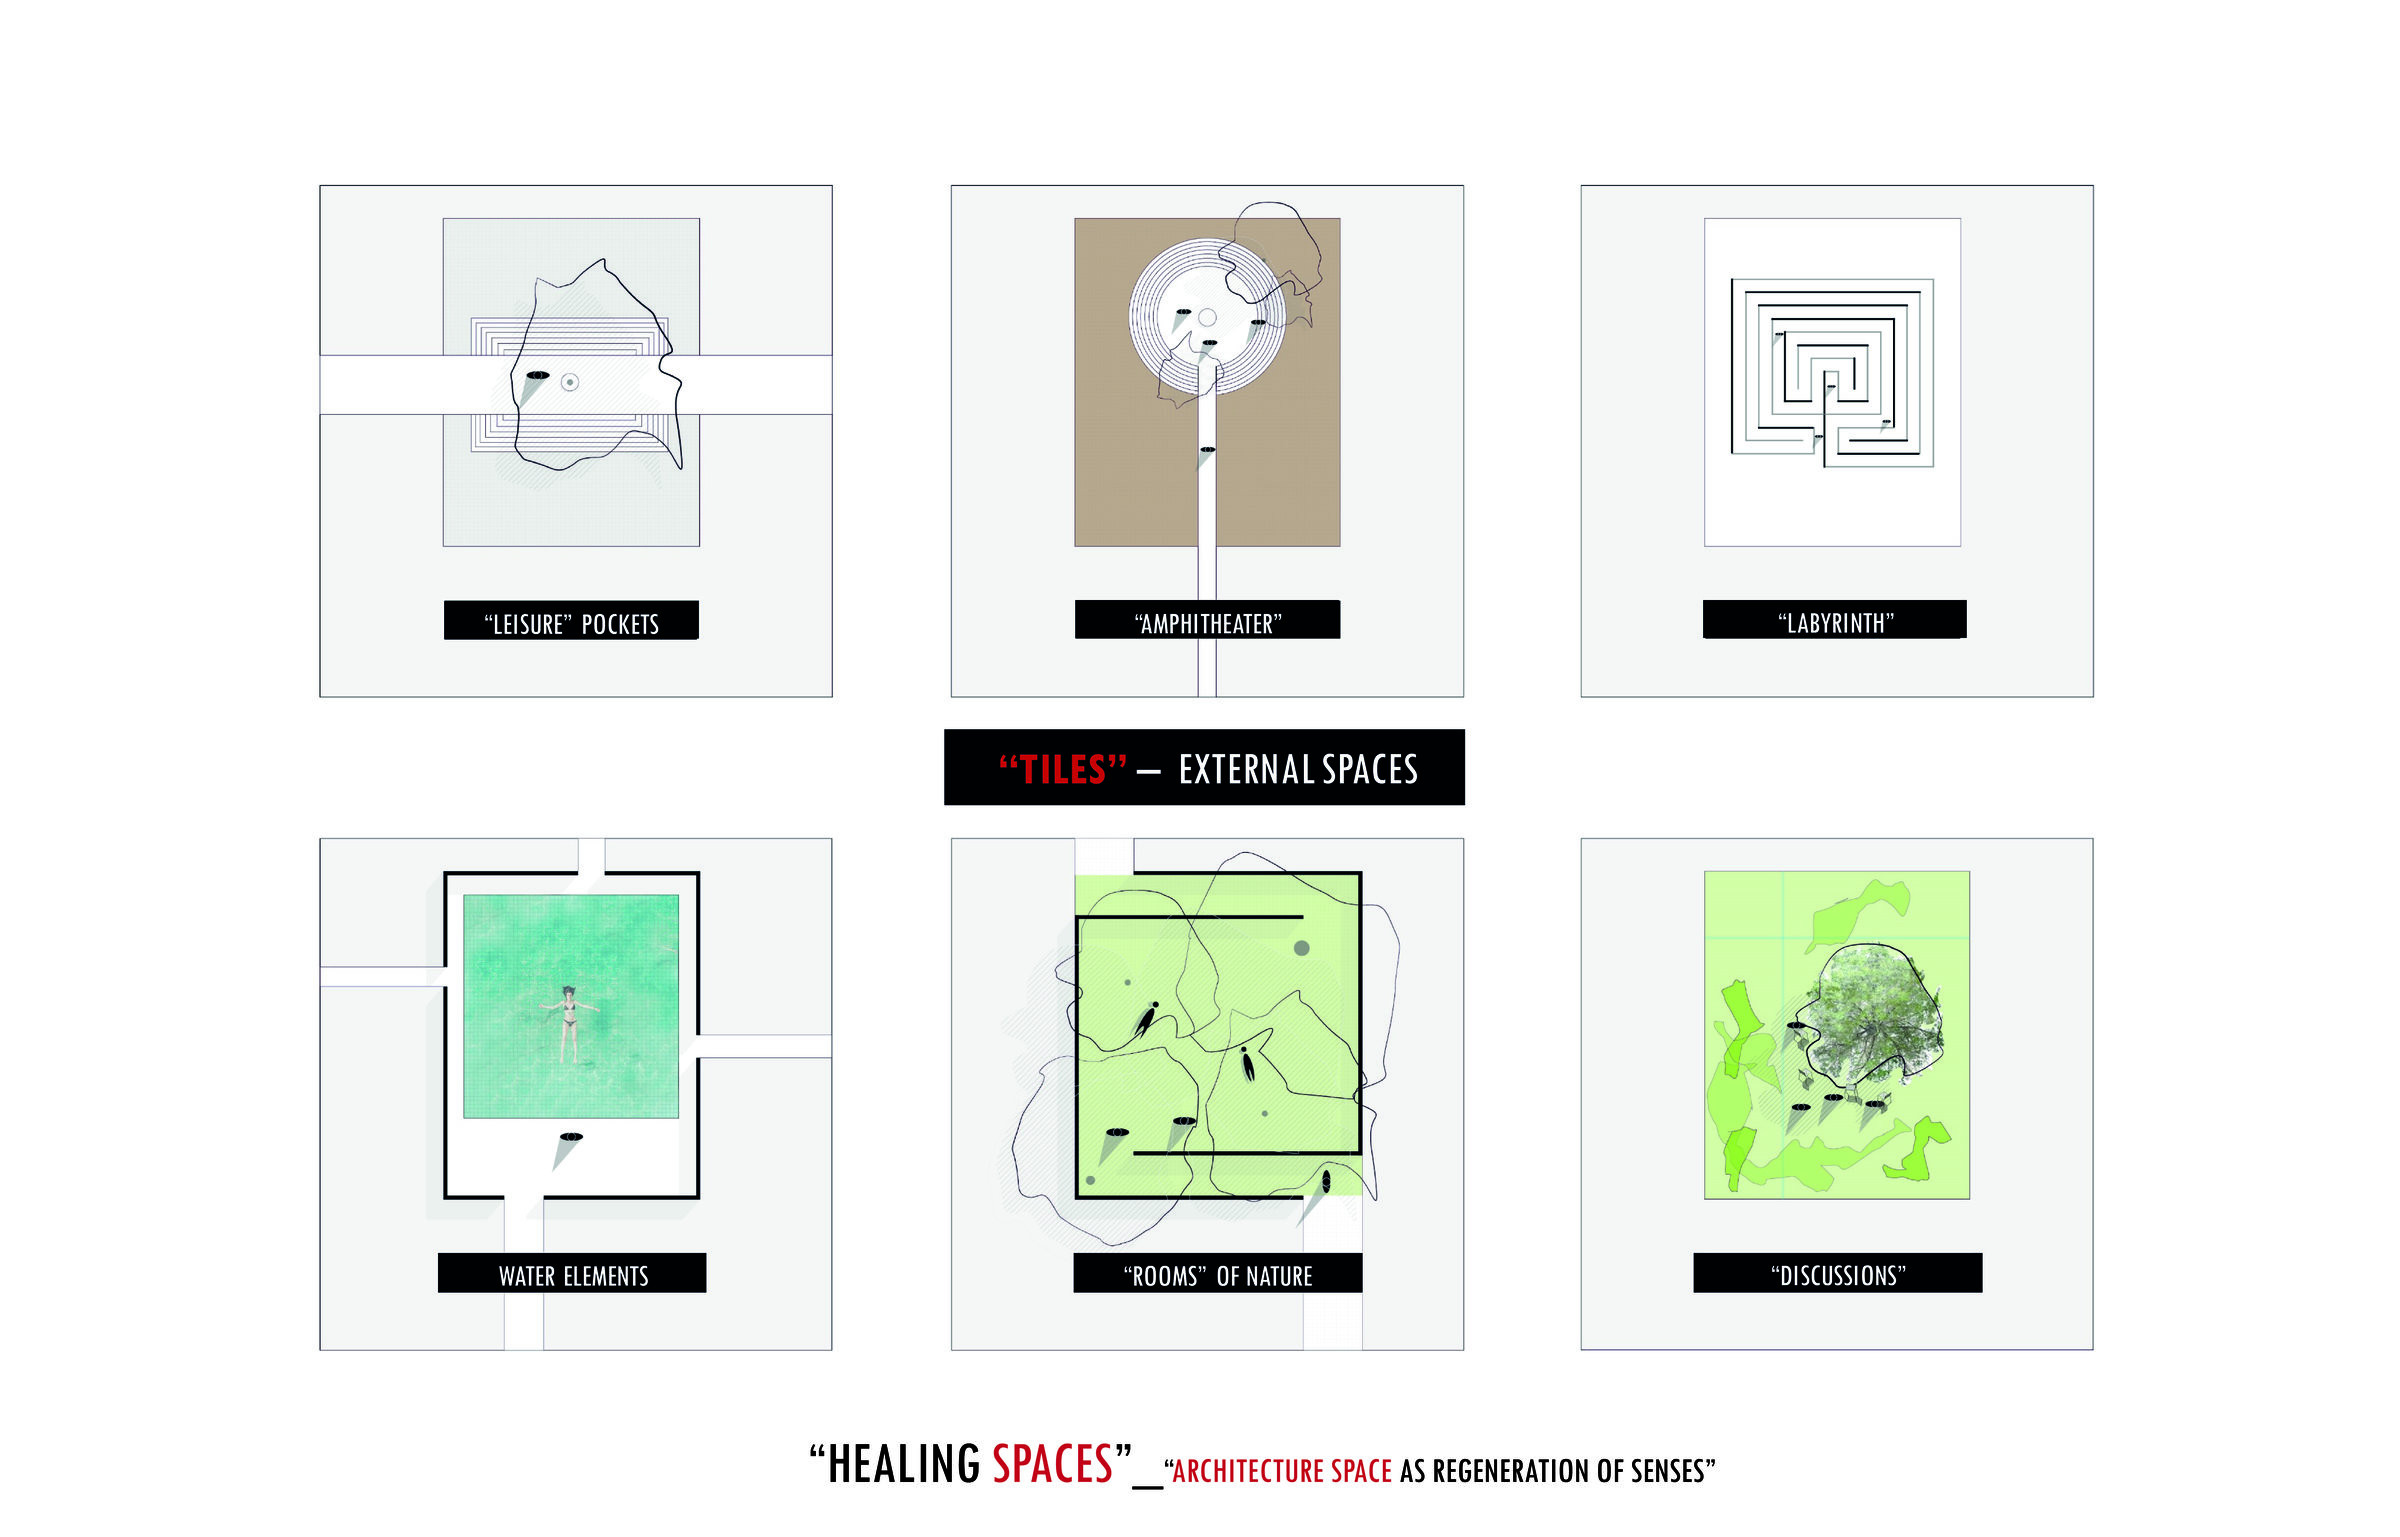 “LEISURE” POCKETS
“AMPHITHEATER”
“LABYRINTH”
“TILES” – EXTERNAL SPACES
WATER ELEMENTS
“ROOMS” OF NATURE
“DISCUSSIONS”
“HEALING SPACES”_“ARCHITECTURE SPACE AS REGENERATION OF SENSES”